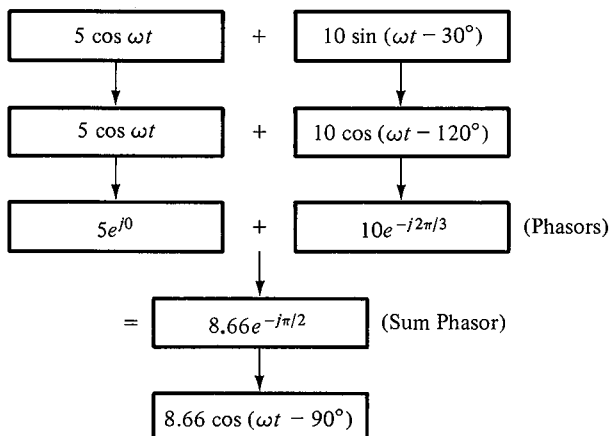 5 cos ωt + 10 sin (ωt − 30°)
5 cos ωt + 10 cos (ωt − 120°)
5e^{j0} + 10e^{−j2π/3} (Phasors)
= 8.66e^{−jπ/2} (Sum Phasor)
8.66 cos (ωt − 90°)